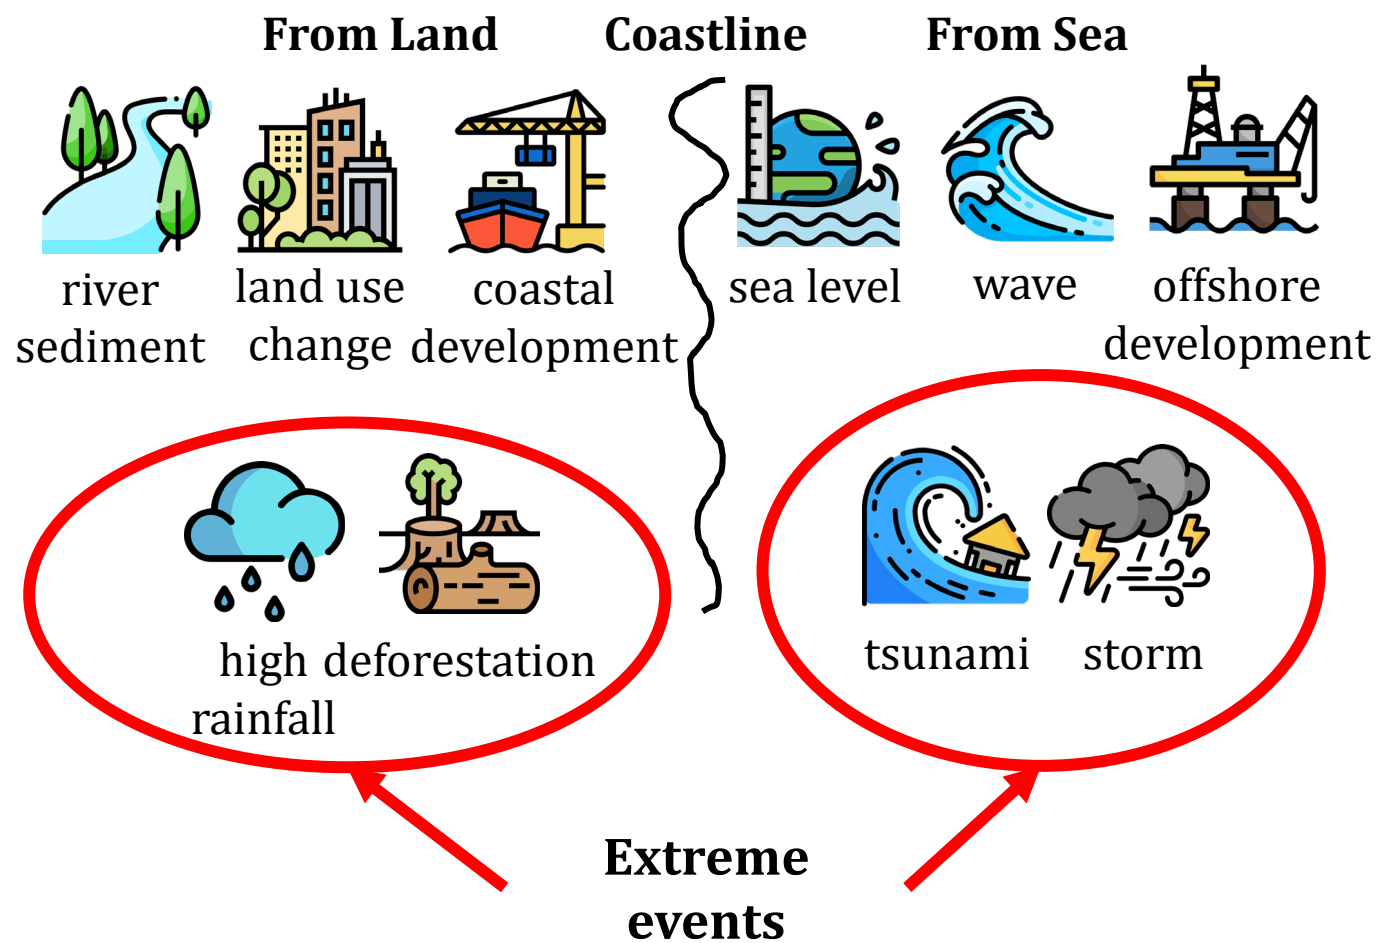 From Land
Coastline
From Sea
river
sediment
land use
change
coastal
development
sea level
wave
offshore
development
high
rainfall
deforestation
tsunami
storm
Extreme
events